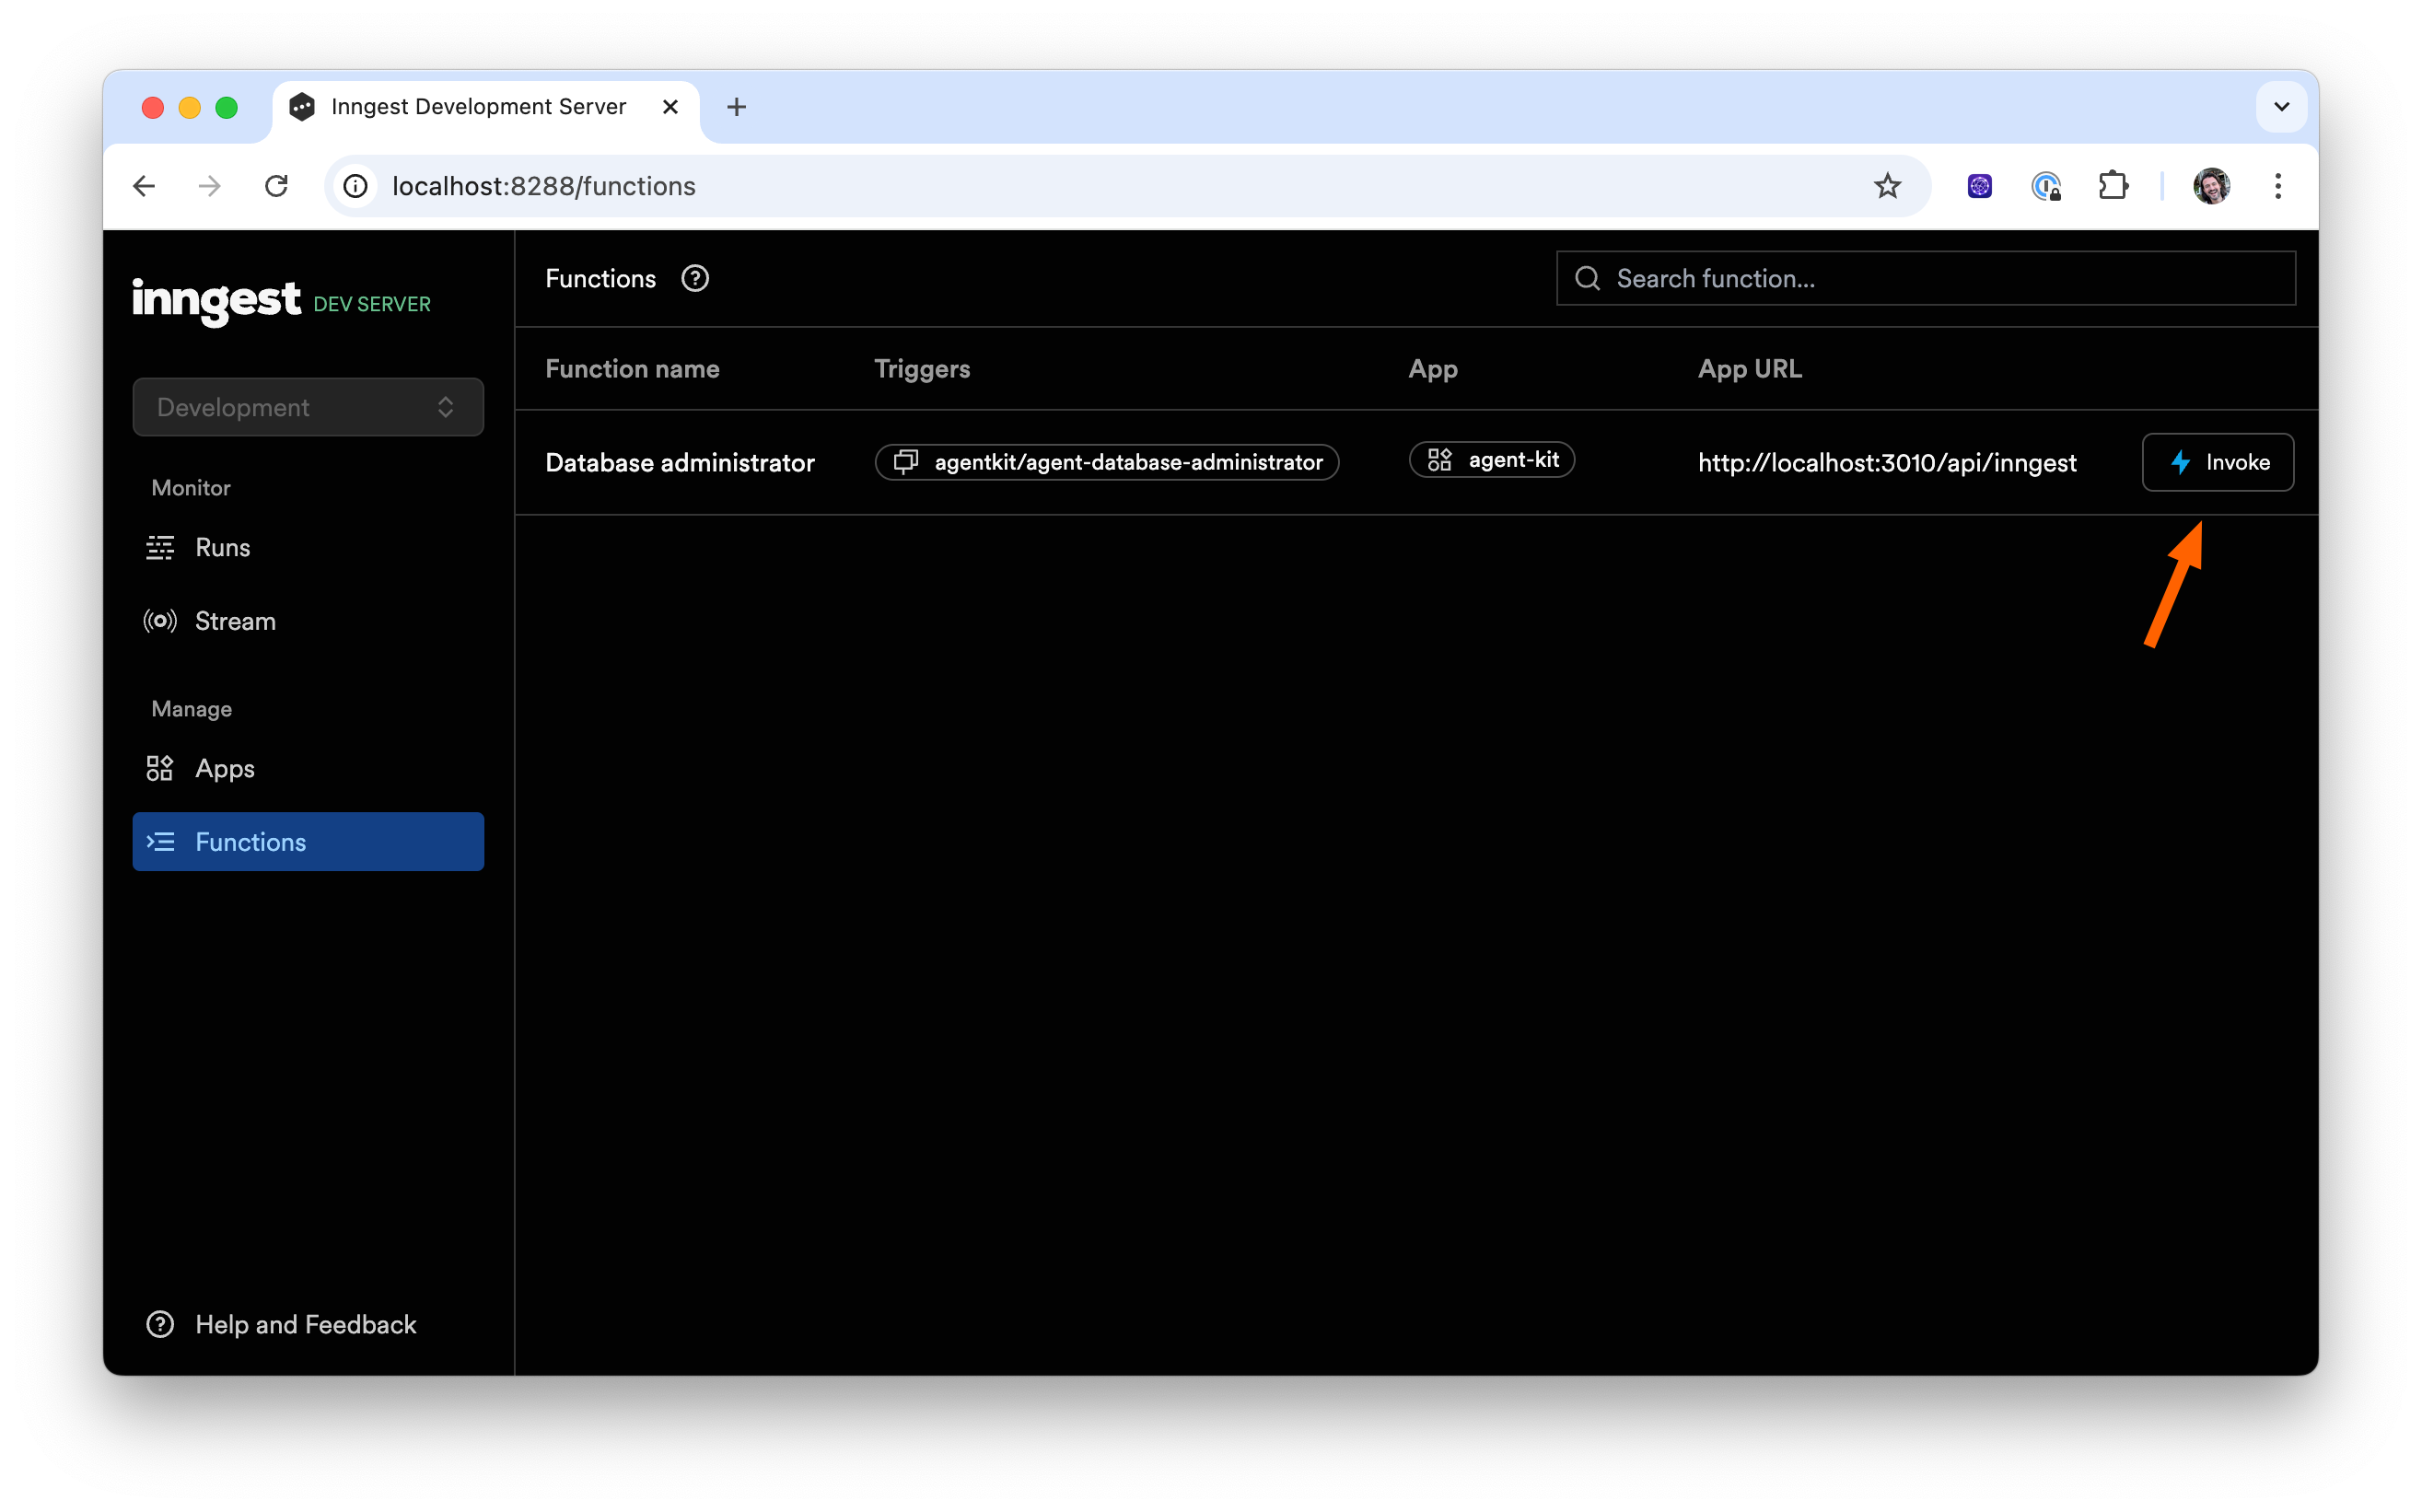 Inngest Development Server
localhost:8288/functions
inngest DEV SERVER
Development
Monitor
Runs
Stream
Manage
Apps
Functions
Help and Feedback
Functions
Search function...
Function name Triggers App App URL
Database administrator agentkit/agent-database-administrator agent-kit http://localhost:3010/api/inngest Invoke